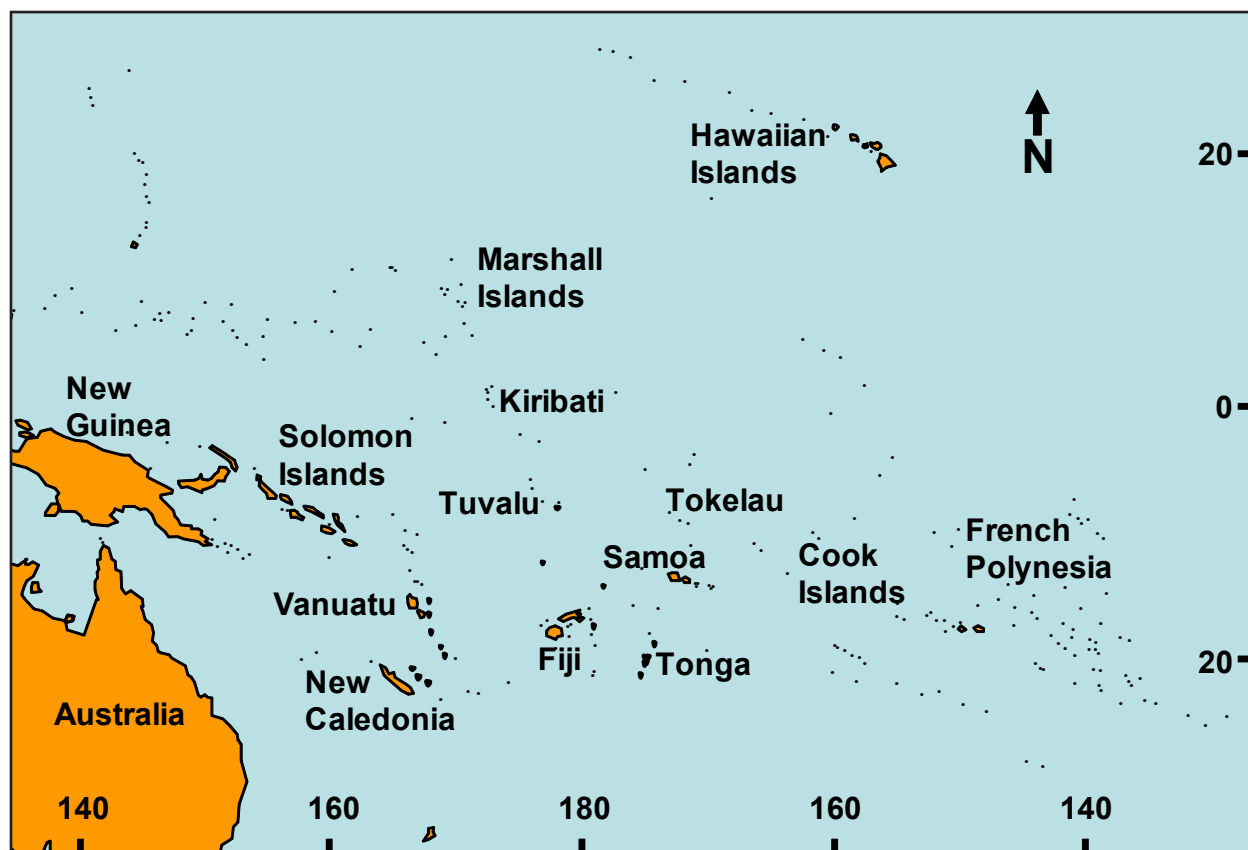 Hawaiian
Islands
N
20
Marshall
Islands
New
Guinea
Kiribati
0
Solomon
Islands
Tuvalu
Tokelau
French
Polynesia
Samoa
Cook
Islands
Vanuatu
Fiji
Tonga
20
New
Caledonia
Australia
140
160
180
160
140